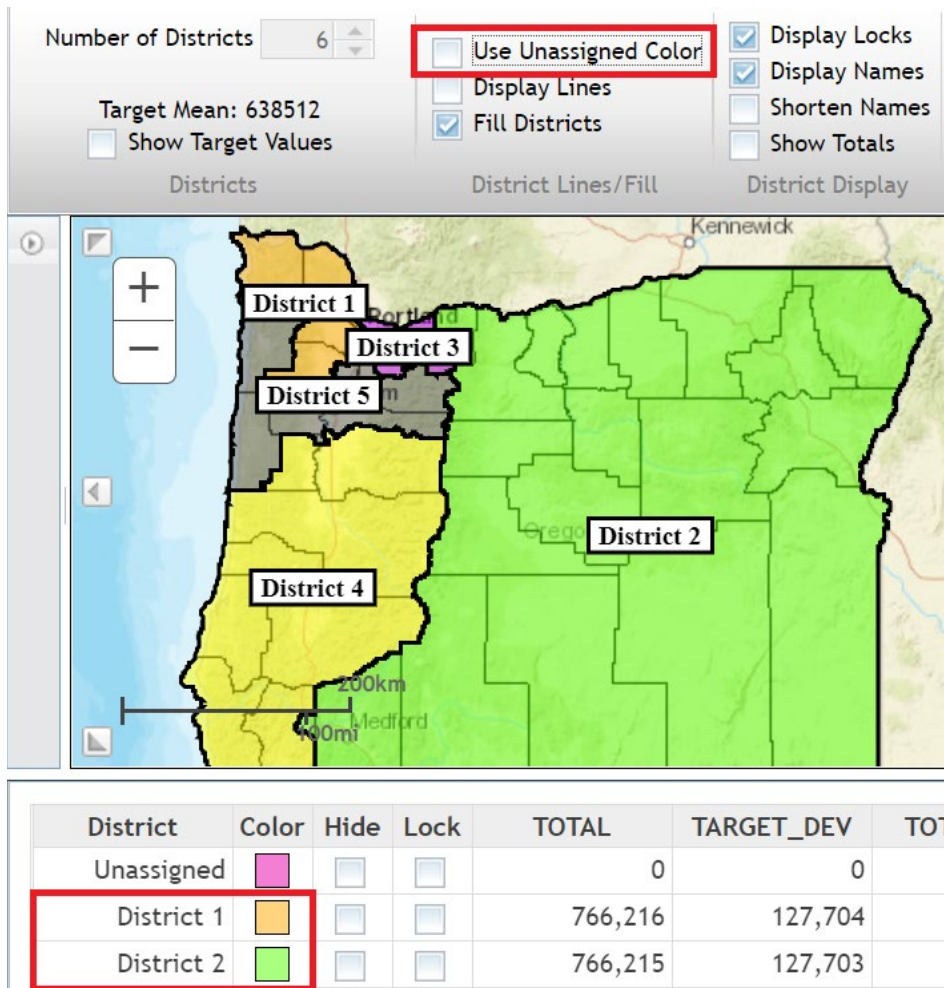 Number of Districts 6
Target Mean: 638512
Show Target Values
Districts
Use Unassigned Color
Display Lines
Fill Districts
District Lines/Fill
Display Locks
Display Names
Shorten Names
Show Totals
District Display
Kennewick
District 1
Portland
District 3
District 5
m
Orego
District 2
District 4
200km
100mi
Medford
District Color Hide Lock TOTAL TARGET_DEV TOT
Unassigned 0 0
District 1 766,216 127,704
District 2 766,215 127,703